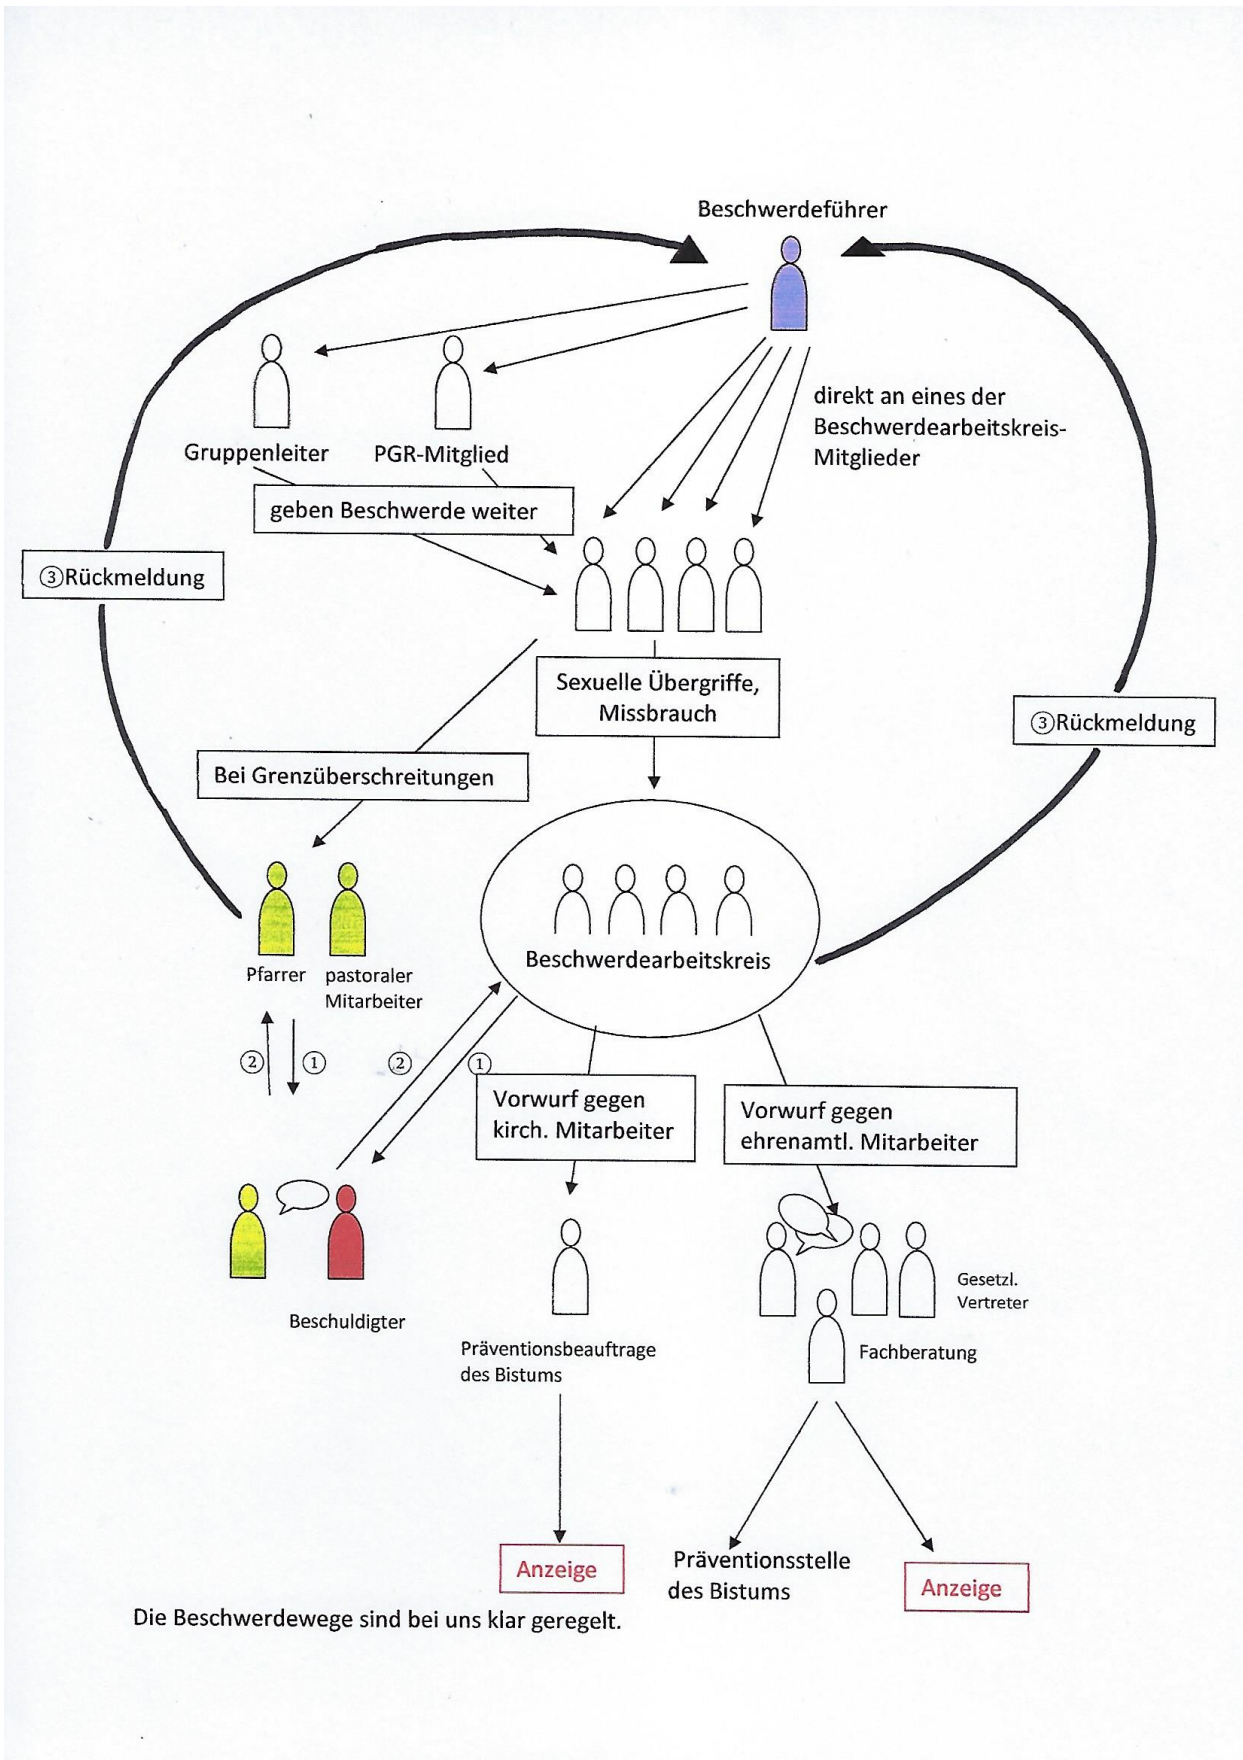 Beschwerdeführer
direkt an eines der
Beschwerdearbeitskreis-
Mitglieder
Gruppenleiter
PGR-Mitglied
geben Beschwerde weiter
③Rückmeldung
Sexuelle Übergriffe,
Missbrauch
③Rückmeldung
Bei Grenzüberschreitungen
Beschwerdearbeitskreis
Pfarrer
pastoraler
Mitarbeiter
②
①
②
①
Vorwurf gegen
kirch. Mitarbeiter
Vorwurf gegen
ehrenamtl. Mitarbeiter
Gesetzl.
Vertreter
Beschuldigter
Präventionsbeauftrage
des Bistums
Fachberatung
Anzeige
Präventionsstelle
des Bistums
Anzeige
Die Beschwerdewege sind bei uns klar geregelt.